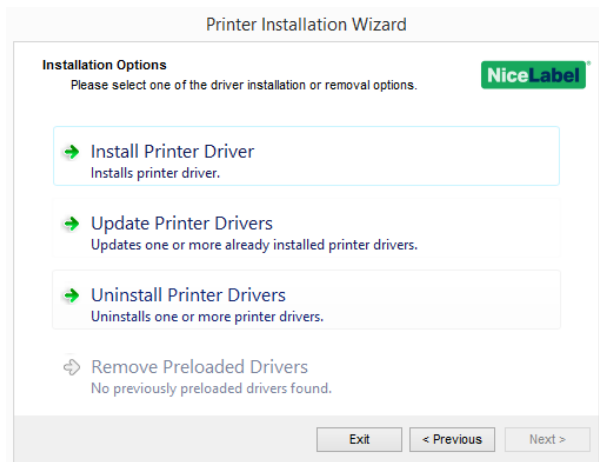 Printer Installation Wizard
Installation Options
Please select one of the driver installation or removal options.
NiceLabel
Install Printer Driver
Installs printer driver.
Update Printer Drivers
Updates one or more already installed printer drivers.
Uninstall Printer Drivers
Uninstalls one or more printer drivers.
Remove Preloaded Drivers
No previously preloaded drivers found.
Exit < Previous Next >